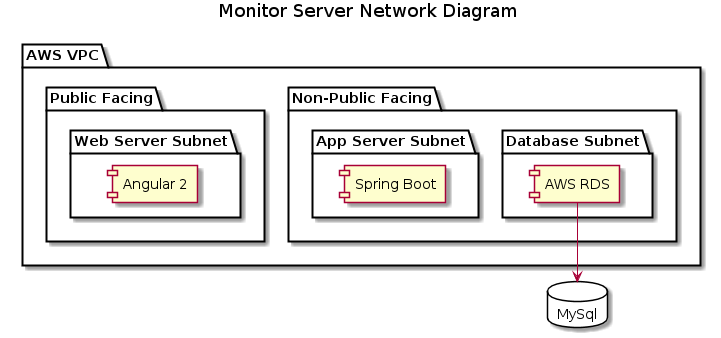 Monitor Server Network Diagram
AWS VPC
Public Facing
Non-Public Facing
Web Server Subnet
App Server Subnet
Database Subnet
Angular 2
Spring Boot
AWS RDS
MySql